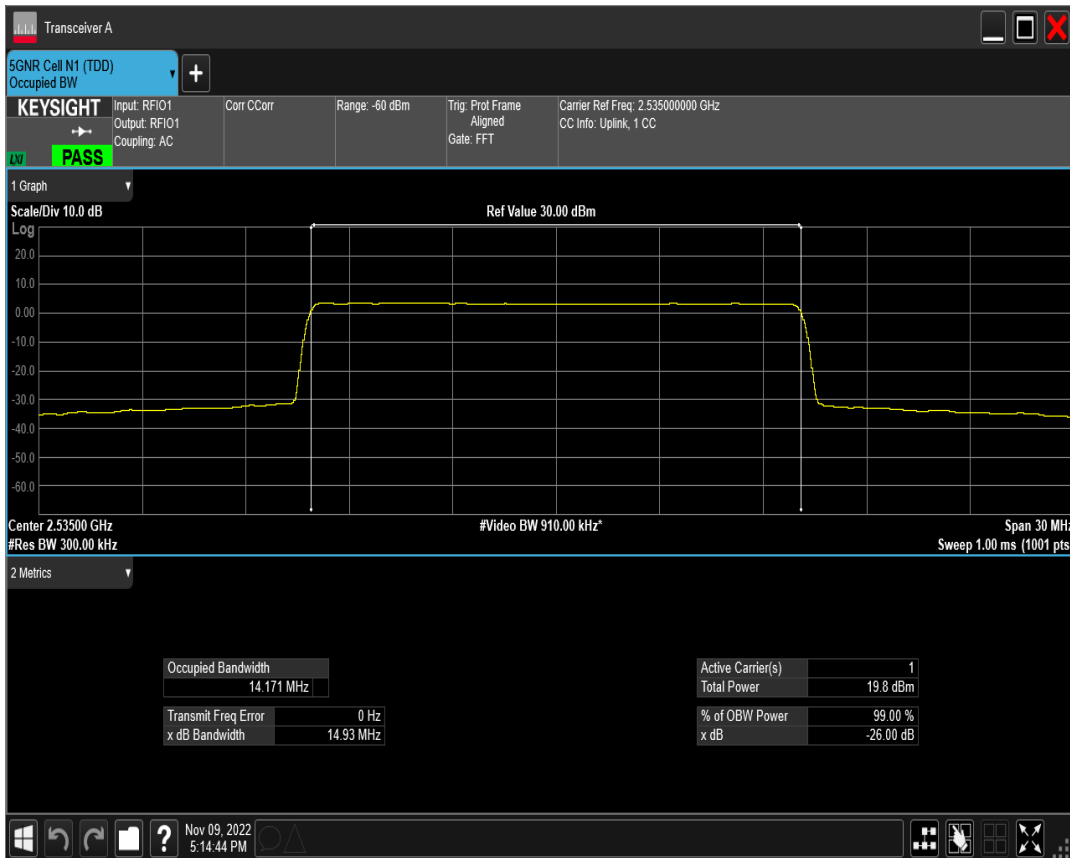 Transceiver A
5GNR Cell N1 (TDD)
Occupied BW
+
KEYSIGHT
LXI
PASS
Input: RFIO1
Output: RFIO1
Coupling: AC
Corr CCorr
Range: -60 dBm
Trig: Prot Frame
Aligned
Gate: FFT
Carrier Ref Freq: 2.535000000 GHz
CC Info: Uplink, 1 CC
1 Graph
Scale/Div 10.0 dB
Ref Value 30.00 dBm
Log
20.0
10.0
0.00
-10.0
-20.0
-30.0
-40.0
-50.0
-60.0
Center 2.53500 GHz
#Video BW 910.00 kHz*
Span 30 MHz
#Res BW 300.00 kHz
Sweep 1.00 ms (1001 pts
2 Metrics
Occupied Bandwidth
14.171 MHz
Transmit Freq Error 0 Hz
x dB Bandwidth 14.93 MHz
Active Carrier(s) 1
Total Power 19.8 dBm
% of OBW Power 99.00 %
x dB -26.00 dB
?
Nov 09, 2022
5:14:44 PM